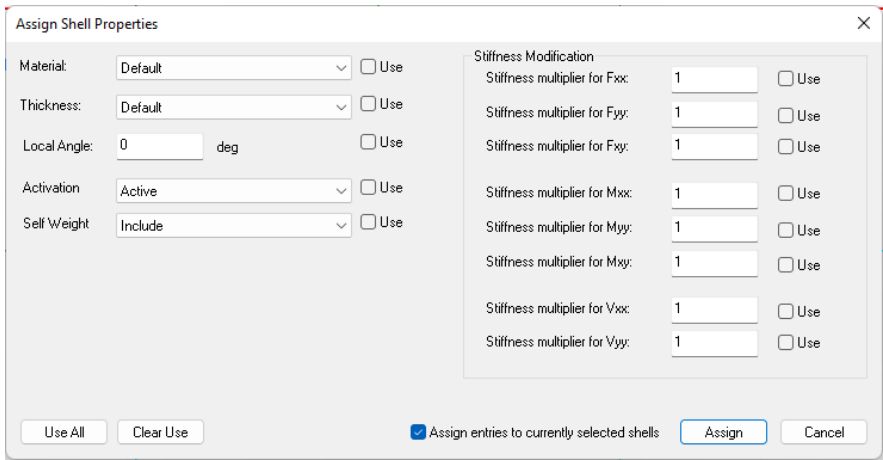 Assign Shell Properties
Material: Default Use
Thickness: Default Use
Local Angle: 0 deg Use
Activation Active Use
Self Weight Include Use
Stiffness Modification
Stiffness multiplier for Fxx: 1 Use
Stiffness multiplier for Fyy: 1 Use
Stiffness multiplier for Fxy: 1 Use
Stiffness multiplier for Mxx: 1 Use
Stiffness multiplier for Myy: 1 Use
Stiffness multiplier for Mxy: 1 Use
Stiffness multiplier for Vxx: 1 Use
Stiffness multiplier for Vyy: 1 Use
Use All Clear Use Assign entries to currently selected shells Assign Cancel